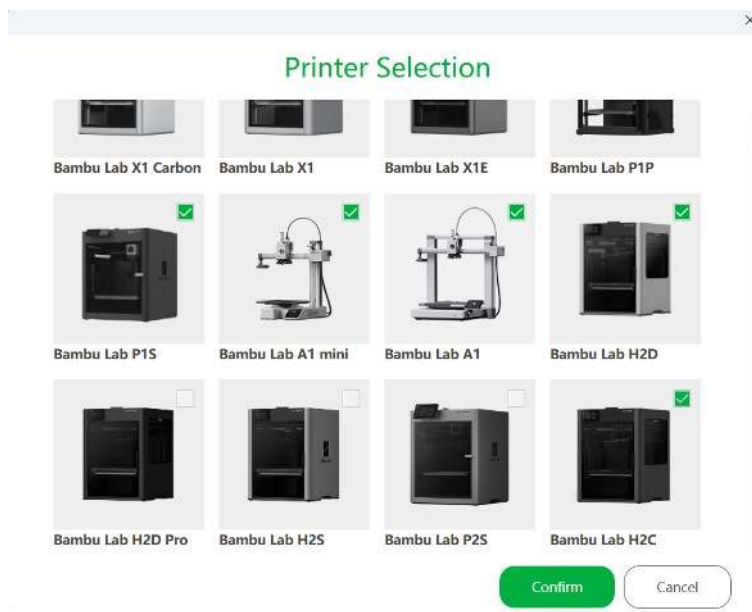 Printer Selection
Bambu Lab X1 Carbon
Bambu Lab X1
Bambu Lab X1E
Bambu Lab P1P
Bambu Lab P1S
Bambu Lab A1 mini
Bambu Lab A1
Bambu Lab H2D
Bambu Lab H2D Pro
Bambu Lab H2S
Bambu Lab P2S
Bambu Lab H2C
Confirm
Cancel